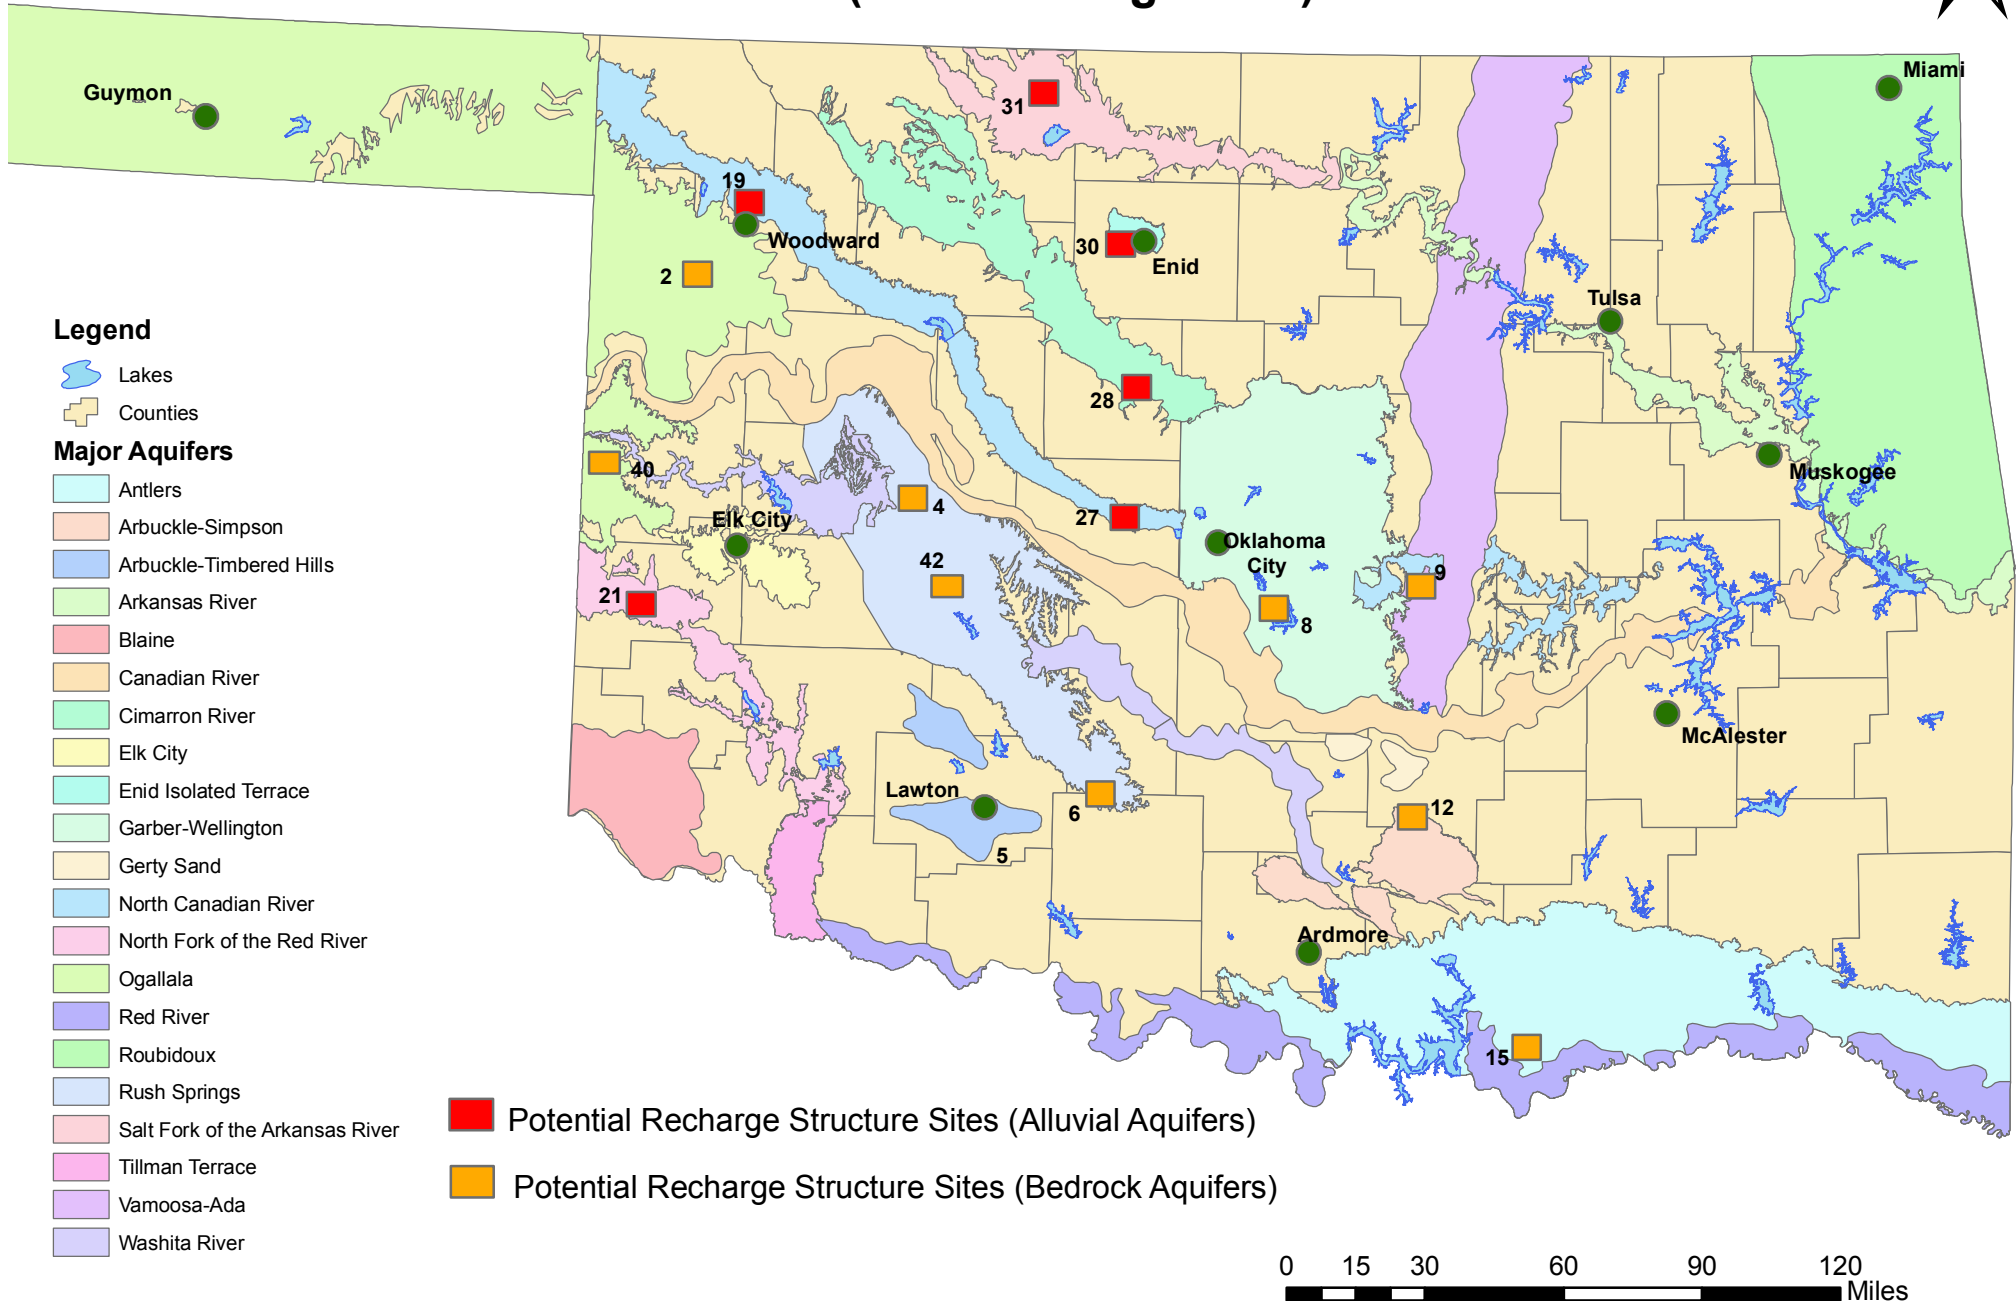 Guymon
Miami
31
19
Woodward
30
Enid
2
Tulsa
28
40
Muskogee
4
Elk City
27
Oklahoma
City
42
9
21
8
McAlester
Lawton
6
12
5
Ardmore
15
Legend
Lakes
Counties
Major Aquifers
Antlers
Arbuckle-Simpson
Arbuckle-Timbered Hills
Arkansas River
Blaine
Canadian River
Cimarron River
Elk City
Enid Isolated Terrace
Garber-Wellington
Gerty Sand
North Canadian River
North Fork of the Red River
Ogallala
Red River
Roubidoux
Rush Springs
Salt Fork of the Arkansas River
Tillman Terrace
Vamoosa-Ada
Washita River
Potential Recharge Structure Sites (Alluvial Aquifers)
Potential Recharge Structure Sites (Bedrock Aquifers)
0 15 30 60 90 120
Miles